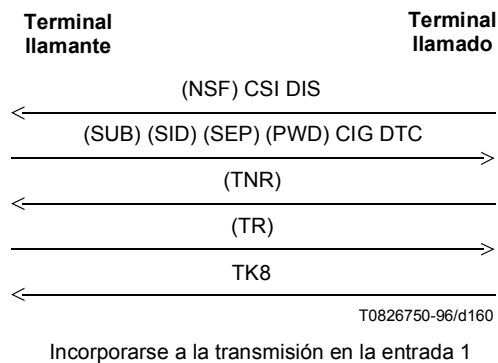 Terminal llamante
Terminal llamado
(NSF) CSI DIS
(SUB) (SID) (SEP) (PWD) CIG DTC
(TNR)
(TR)
TK8
T0826750-96/d160
Incorporarse a la transmisión en la entrada 1